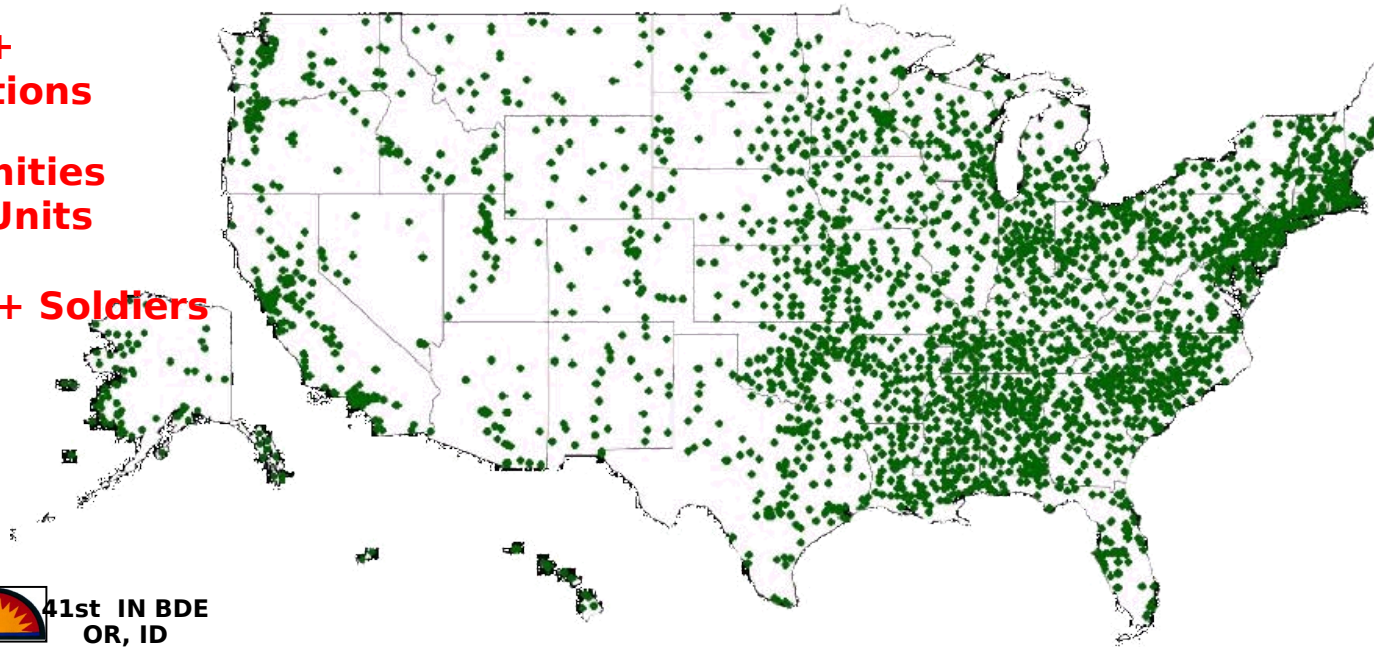 +
tions
nities
Units
+ Soldiers
41st IN BDE
OR, ID